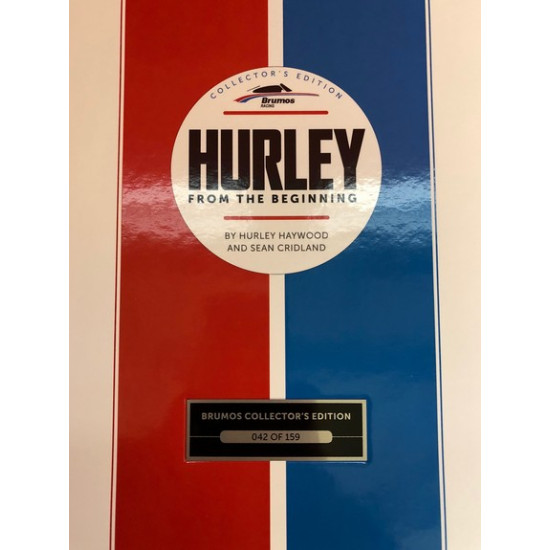 COLLECTOR'S EDITION
Brumos
RACING
HURLEY
FROM THE BEGINNING
BY HURLEY HAYWOOD
AND SEAN CRIDLAND
BRUMOS COLLECTOR'S EDITION
042 OF 159